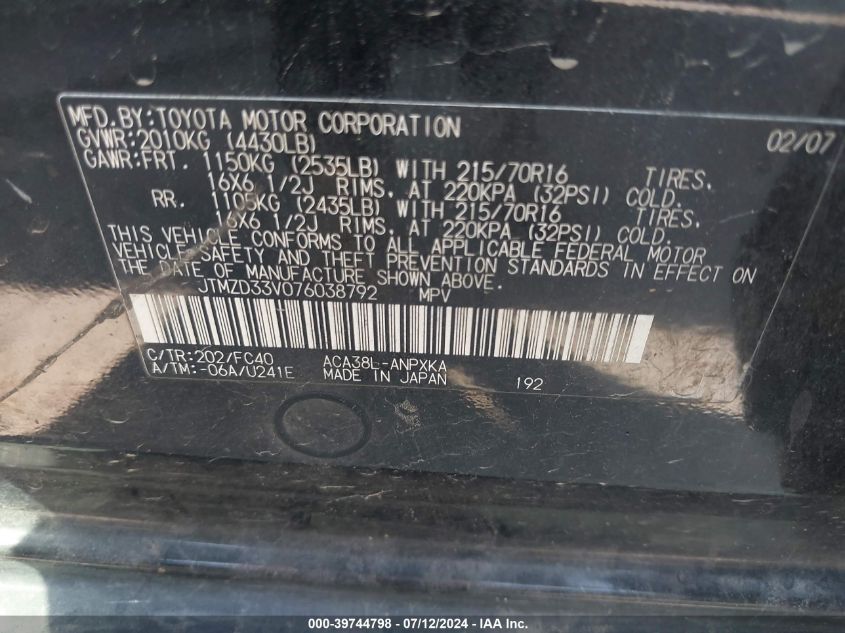 MFD. BY: TOYOTA MOTOR CORPORATION 02/07
GVWR: 2010KG (4430LB)
GAWR: FRT. 1150KG (2535LB) WITH 215/70R16 TIRES.
16X6 1/2J RIMS. AT 220KPA (32PSI) COLD.
RR. 1105KG (2435LB) WITH 215/70R16 TIRES.
16X6 1/2J RIMS. AT 220KPA (32PSI) COLD.
THIS VEHICLE CONFORMS TO ALL APPLICABLE FEDERAL MOTOR
VEHICLE SAFETY AND THEFT PREVENTION STANDARDS IN EFFECT ON
THE DATE OF MANUFACTURE SHOWN ABOVE.
JTMZD33V076038792 MPV
C/TR: 202/FC40 ACA38L-ANPXKA
A/TM: -06A/U241E MADE IN JAPAN 192
000-39744798 - 07/12/2024 - IAA Inc.